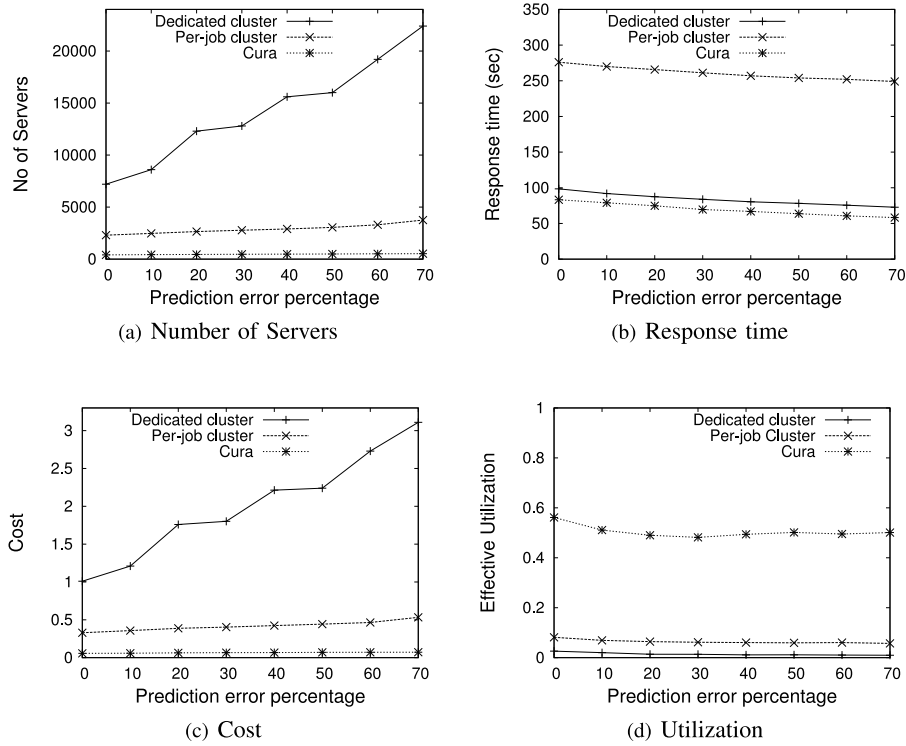 Dedicated cluster
Per-job cluster
Cura
20000
15000
10000
5000
0
No of Servers
0 10 20 30 40 50 60 70
Prediction error percentage
(a) Number of Servers
Dedicated cluster
Per-job cluster
Cura
350
300
250
200
150
100
50
0
Response time (sec)
0 10 20 30 40 50 60 70
Prediction error percentage
(b) Response time
Dedicated cluster
Per-job cluster
Cura
3
2.5
2
1.5
1
0.5
0
Cost
0 10 20 30 40 50 60 70
Prediction error percentage
(c) Cost
Dedicated cluster
Per-job Cluster
Cura
1
0.8
0.6
0.4
0.2
0
Effective Utilization
0 10 20 30 40 50 60 70
Prediction error percentage
(d) Utilization